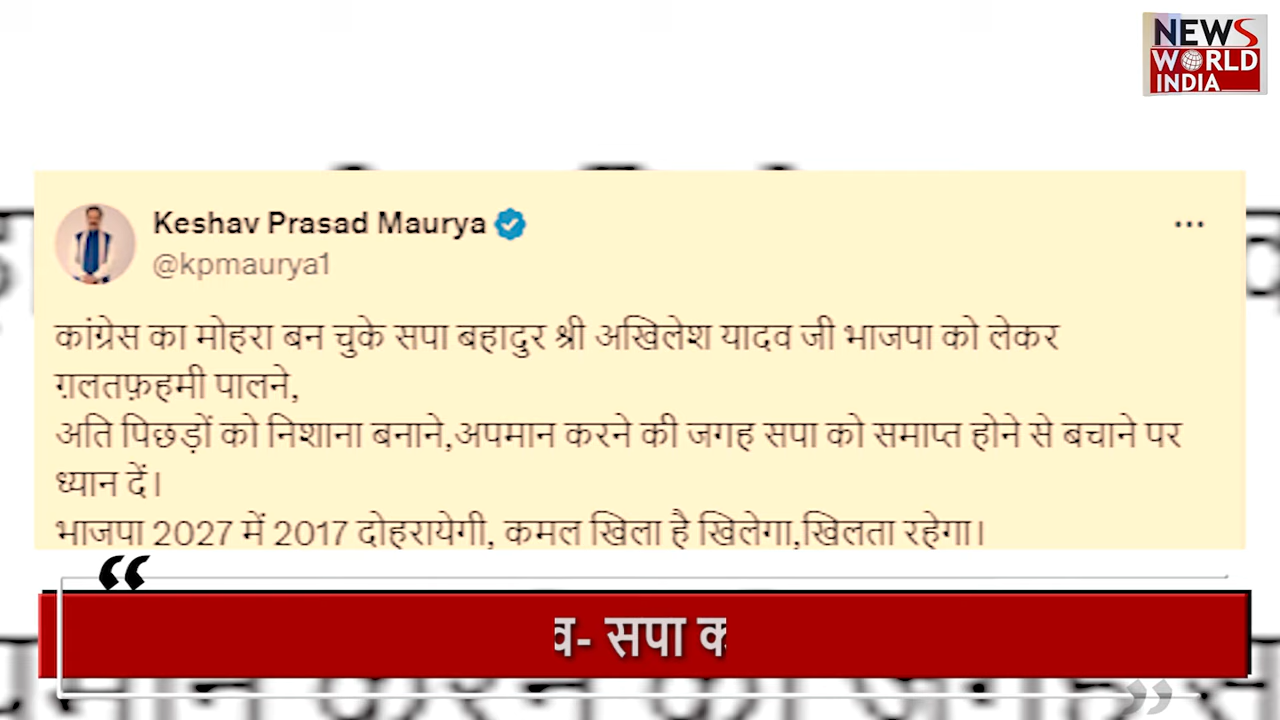 NEWS
WORLD
INDIA
Keshav Prasad Maurya
@kpmaurya1
कांग्रेस का मोहरा बन चुके सपा बहादुर श्री अखिलेश यादव जी भाजपा को लेकर
ग़लतफ़हमी पालने,
अति पिछड़ों को निशाना बनाने,अपमान करने की जगह सपा को समाप्त होने से बचाने पर
ध्यान दें।
भाजपा 2027 में 2017 दोहरायेगी, कमल खिला है खिलेगा,खिलता रहेगा।
- सपा